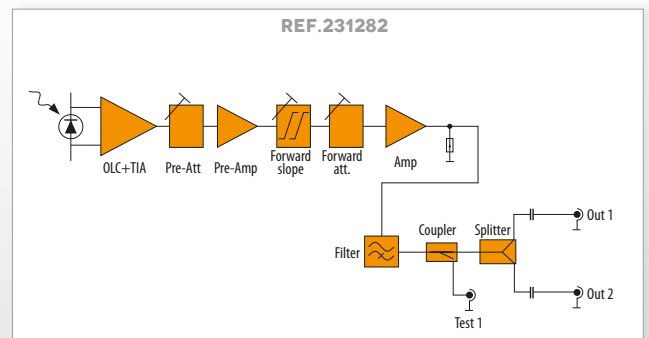 REF.231282
OLC+TIA
Pre-Att
Pre-Amp
Forward
slope
Forward
att.
Amp
Filter
Coupler
Splitter
Out 1
Out 2
Test 1